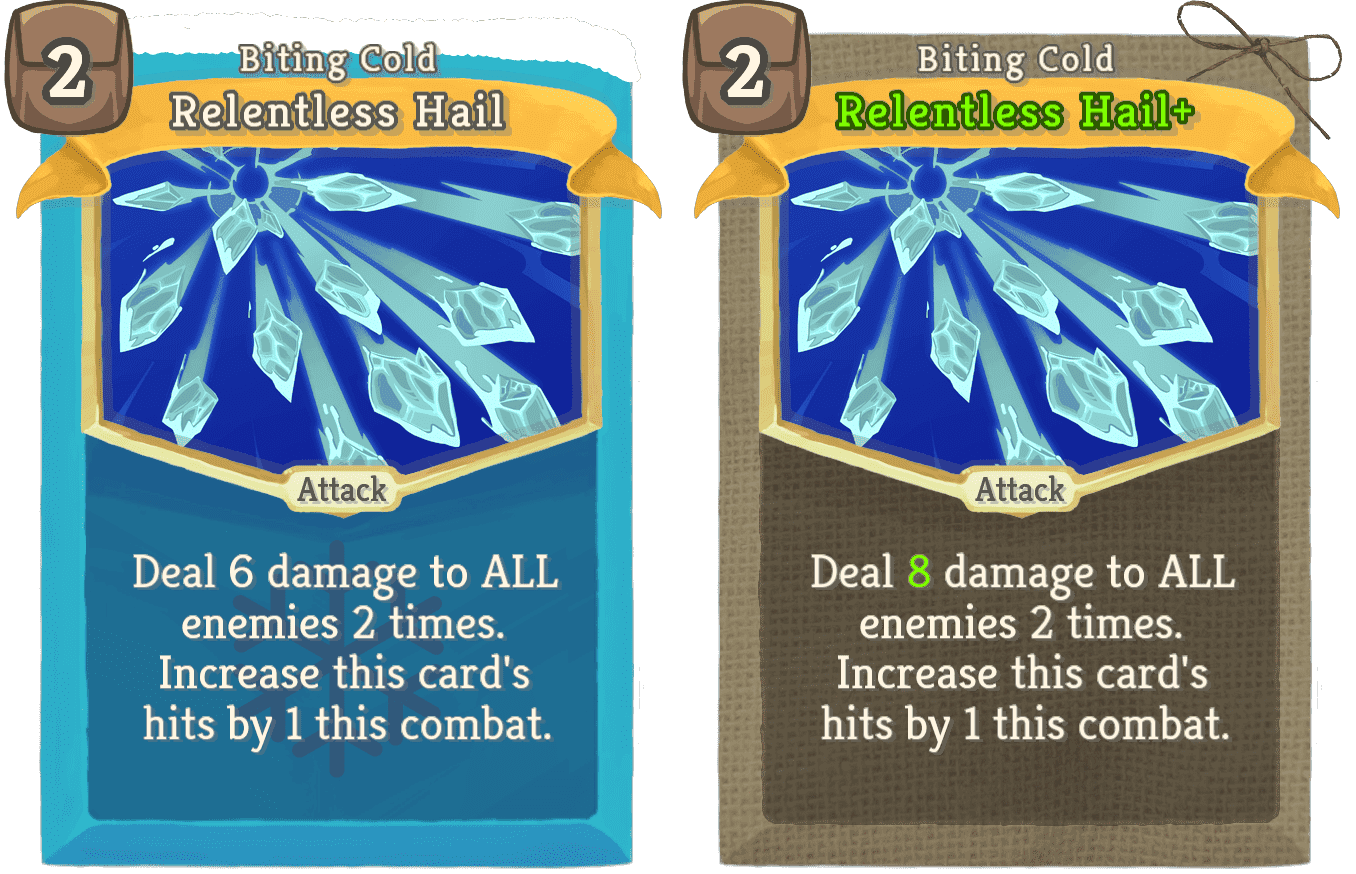 2
Biting Cold
Relentless Hail
Attack
Deal 6 damage to ALL
enemies 2 times.
Increase this card's
hits by 1 this combat.
2
Biting Cold
Relentless Hail+
Attack
Deal 8 damage to ALL
enemies 2 times.
Increase this card's
hits by 1 this combat.